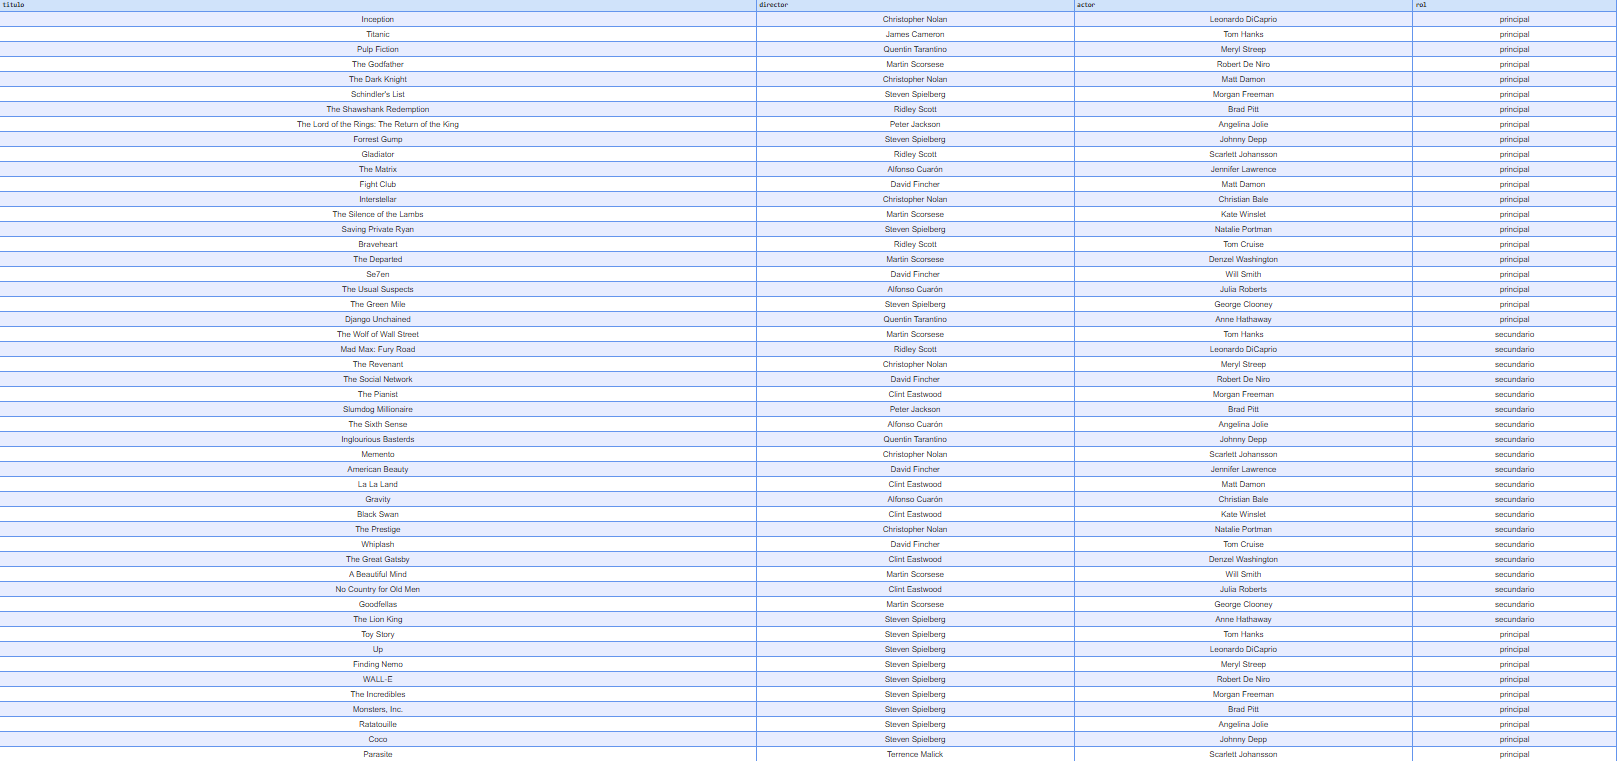 titulo director actor rol
Inception Christopher Nolan Leonardo DiCaprio principal
Titanic James Cameron Tom Hanks principal
Pulp Fiction Quentin Tarantino Meryl Streep principal
The Godfather Martin Scorsese Robert De Niro principal
The Dark Knight Christopher Nolan Matt Damon principal
Schindler's List Steven Spielberg Morgan Freeman principal
The Shawshank Redemption Ridley Scott Brad Pitt principal
The Lord of the Rings: The Return of the King Peter Jackson Angelina Jolie principal
Forrest Gump Steven Spielberg Johnny Depp principal
Gladiator Ridley Scott Scarlett Johansson principal
The Matrix Alfonso Cuarón Jennifer Lawrence principal
Fight Club David Fincher Matt Damon principal
Interstellar Christopher Nolan Christian Bale principal
The Silence of the Lambs Martin Scorsese Kate Winslet principal
Saving Private Ryan Steven Spielberg Natalie Portman principal
Braveheart Ridley Scott Tom Cruise principal
The Departed Martin Scorsese Denzel Washington principal
Se7en David Fincher Will Smith principal
The Usual Suspects Alfonso Cuarón Julia Roberts principal
The Green Mile Steven Spielberg George Clooney principal
Django Unchained Quentin Tarantino Anne Hathaway principal
The Wolf of Wall Street Martin Scorsese Tom Hanks secundario
Mad Max: Fury Road Ridley Scott Leonardo DiCaprio secundario
The Revenant Christopher Nolan Meryl Streep secundario
The Social Network David Fincher Robert De Niro secundario
The Pianist Clint Eastwood Morgan Freeman secundario
Slumdog Millionaire Peter Jackson Brad Pitt secundario
The Sixth Sense Alfonso Cuarón Angelina Jolie secundario
Inglourious Basterds Quentin Tarantino Johnny Depp secundario
Memento Christopher Nolan Scarlett Johansson secundario
American Beauty David Fincher Jennifer Lawrence secundario
La La Land Clint Eastwood Matt Damon secundario
Gravity Alfonso Cuarón Christian Bale secundario
Black Swan Clint Eastwood Kate Winslet secundario
The Prestige Christopher Nolan Natalie Portman secundario
Whiplash David Fincher Tom Cruise secundario
The Great Gatsby Clint Eastwood Denzel Washington secundario
A Beautiful Mind Martin Scorsese Will Smith secundario
No Country for Old Men Clint Eastwood Julia Roberts secundario
Goodfellas Martin Scorsese George Clooney secundario
The Lion King Steven Spielberg Anne Hathaway secundario
Toy Story Steven Spielberg Tom Hanks principal
Up Steven Spielberg Leonardo DiCaprio principal
Finding Nemo Steven Spielberg Meryl Streep principal
WALL-E Steven Spielberg Robert De Niro principal
The Incredibles Steven Spielberg Morgan Freeman principal
Monsters, Inc. Steven Spielberg Brad Pitt principal
Ratatouille Steven Spielberg Angelina Jolie principal
Coco Steven Spielberg Johnny Depp principal
Parasite Terrence Malick Scarlett Johansson principal